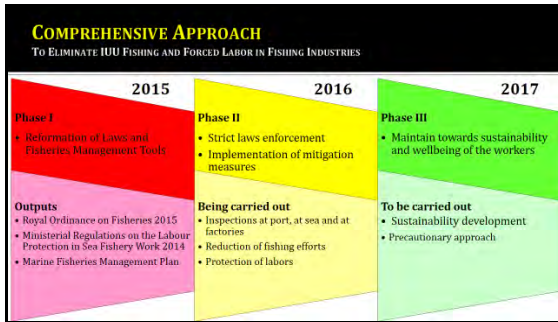 COMPREHENSIVE APPROACH
TO ELIMINATE IUU FISHING AND FORCED LABOR IN FISHING INDUSTRIES
2015
Phase I
• Reformation of Laws and
Fisheries Management Tools
Outputs
• Royal Ordinance on Fisheries 2015
• Ministerial Regulations on the Labour
Protection in Sea Fishery Work 2014
• Marine Fisheries Management Plan
2016
Phase II
• Strict laws enforcement
• Implementation of mitigation
measures
Being carried out
• Inspections at port, at sea and at
factories
• Reduction of fishing efforts
• Protection of labors
2017
Phase III
• Maintain towards sustainability
and wellbeing of the workers
To be carried out
• Sustainability development
• Precautionary approach